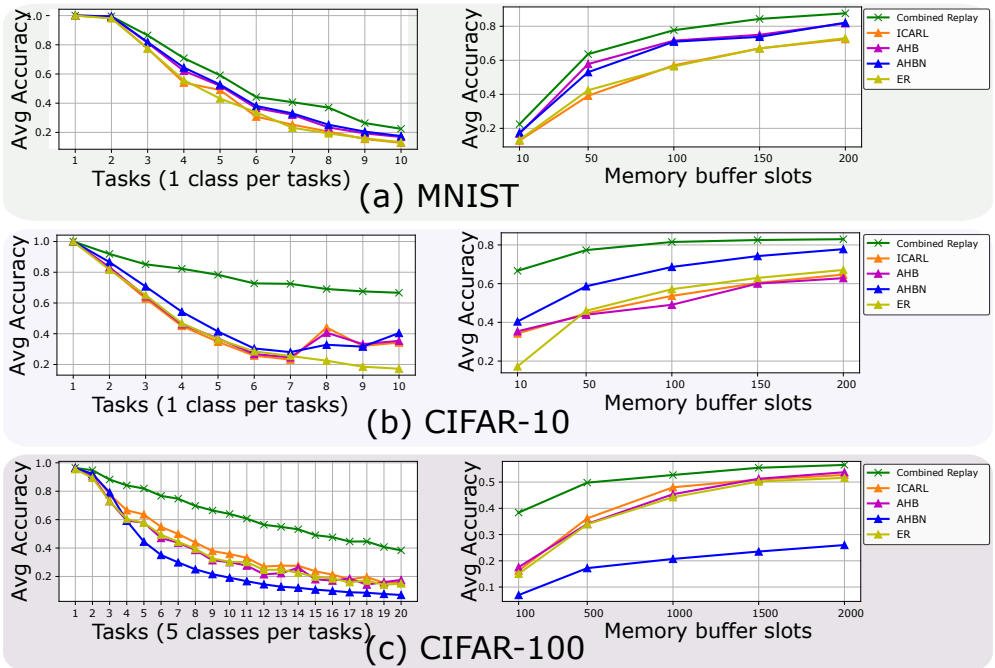 Avg Accuracy
1.0
0.8
0.6
0.4
0.2
1 2 3 4 5 6 7 8 9 10
Tasks (1 class per tasks)
Avg Accuracy
0.8
0.6
0.4
0.2
10 50 100 150 200
Memory buffer slots
Combined Replay
ICARL
AHB
AHBN
ER
(a) MNIST
Avg Accuracy
1.0
0.8
0.6
0.4
0.2
1 2 3 4 5 6 7 8 9 10
Tasks (1 class per tasks)
Avg Accuracy
0.8
0.6
0.4
0.2
10 50 100 150 200
Memory buffer slots
Combined Replay
ICARL
AHB
AHBN
ER
(b) CIFAR-10
Avg Accuracy
1.0
0.8
0.6
0.4
0.2
1 2 3 4 5 6 7 8 9 10 11 12 13 14 15 16 17 18 19 20
Tasks (5 classes per tasks)
Avg Accuracy
0.5
0.4
0.3
0.2
0.1
100 500 1000 1500 2000
Memory buffer slots
Combined Replay
ICARL
AHB
AHBN
ER
(c) CIFAR-100